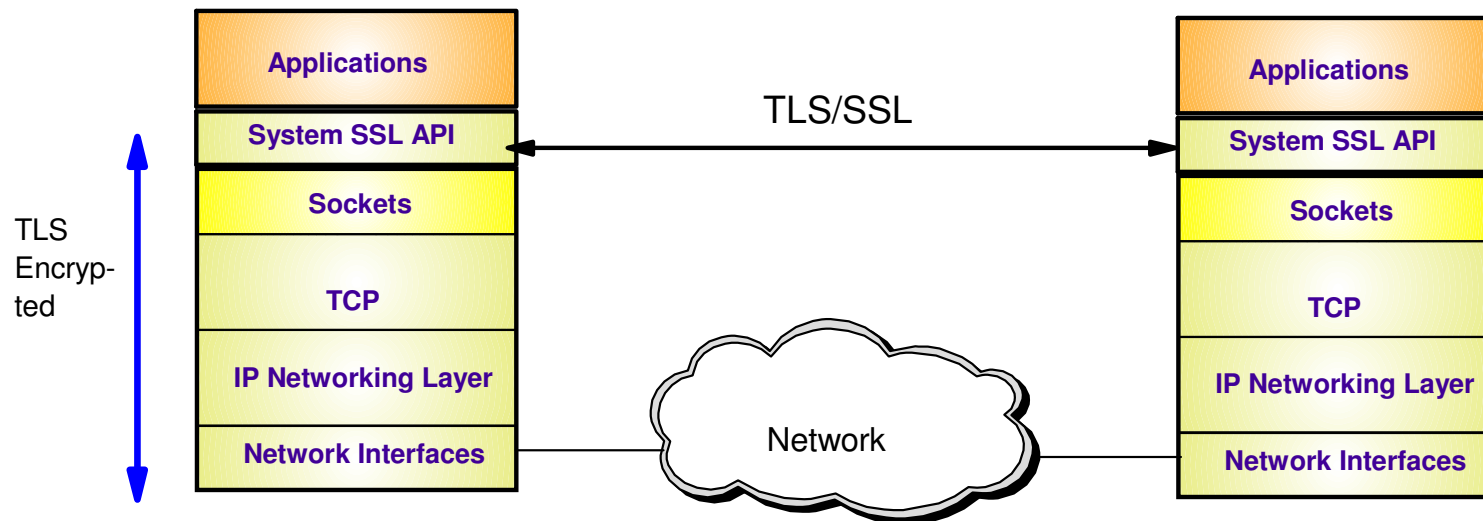 Applications
System SSL API
Sockets
TCP
IP Networking Layer
Network Interfaces
TLS
Encryp-
ted
TLS/SSL
Network
Applications
System SSL API
Sockets
TCP
IP Networking Layer
Network Interfaces